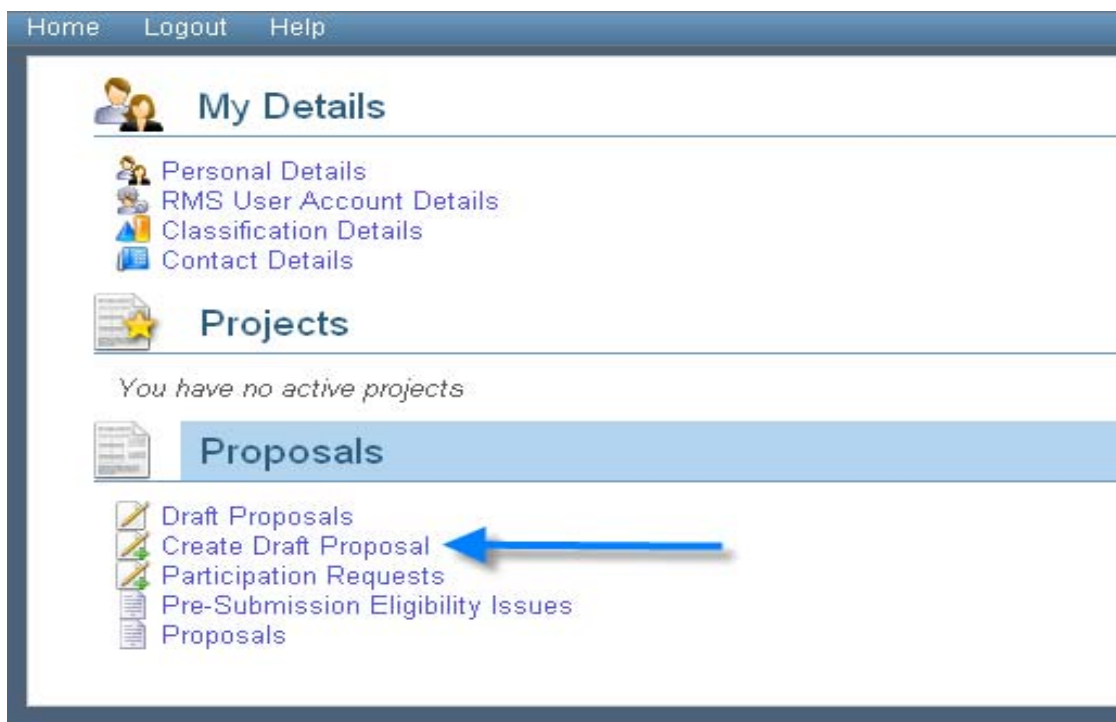 Home Logout Help
My Details
Personal Details
RMS User Account Details
Classification Details
Contact Details
Projects
You have no active projects
Proposals
Draft Proposals
Create Draft Proposal
Participation Requests
Pre-Submission Eligibility Issues
Proposals